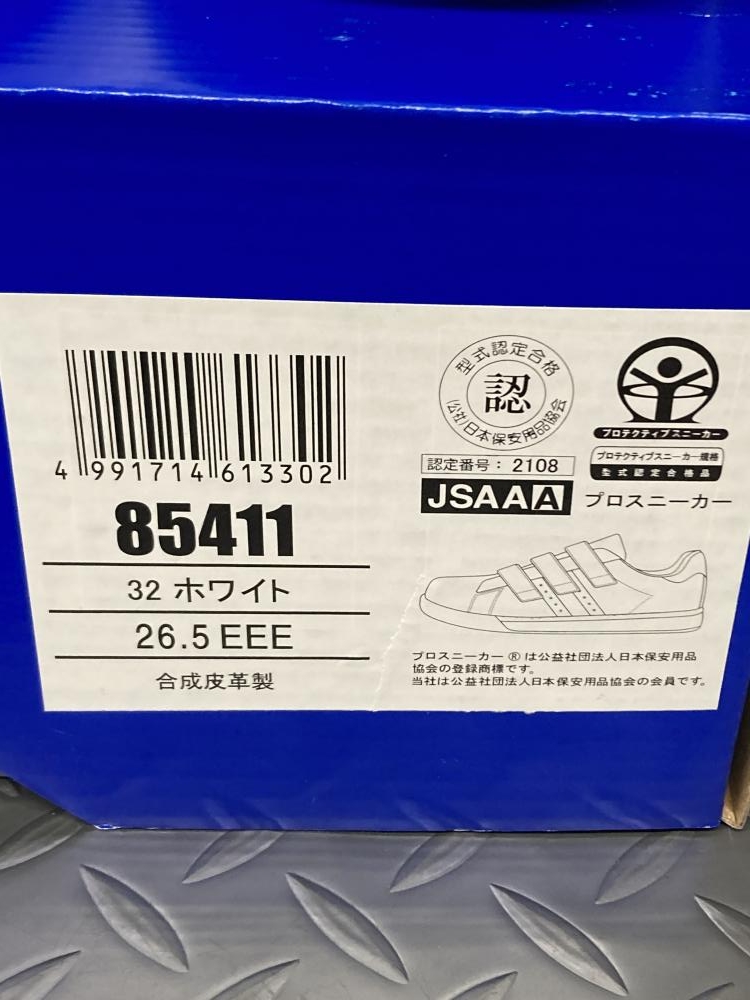 4 991714 613302
85411
32 ホワイト
26.5 EEE
合成皮革製
型式認定合格
認
(公社)日本保安用品協会
認定番号：2108
JSAA A
プロテクティブスニーカー
プロテクティブスニーカー規格
型式認定合格品
プロスニーカー
プロスニーカー®は公益社団法人日本保安用品
協会の登録商標です。
当社は公益社団法人日本保安用品協会の会員です。